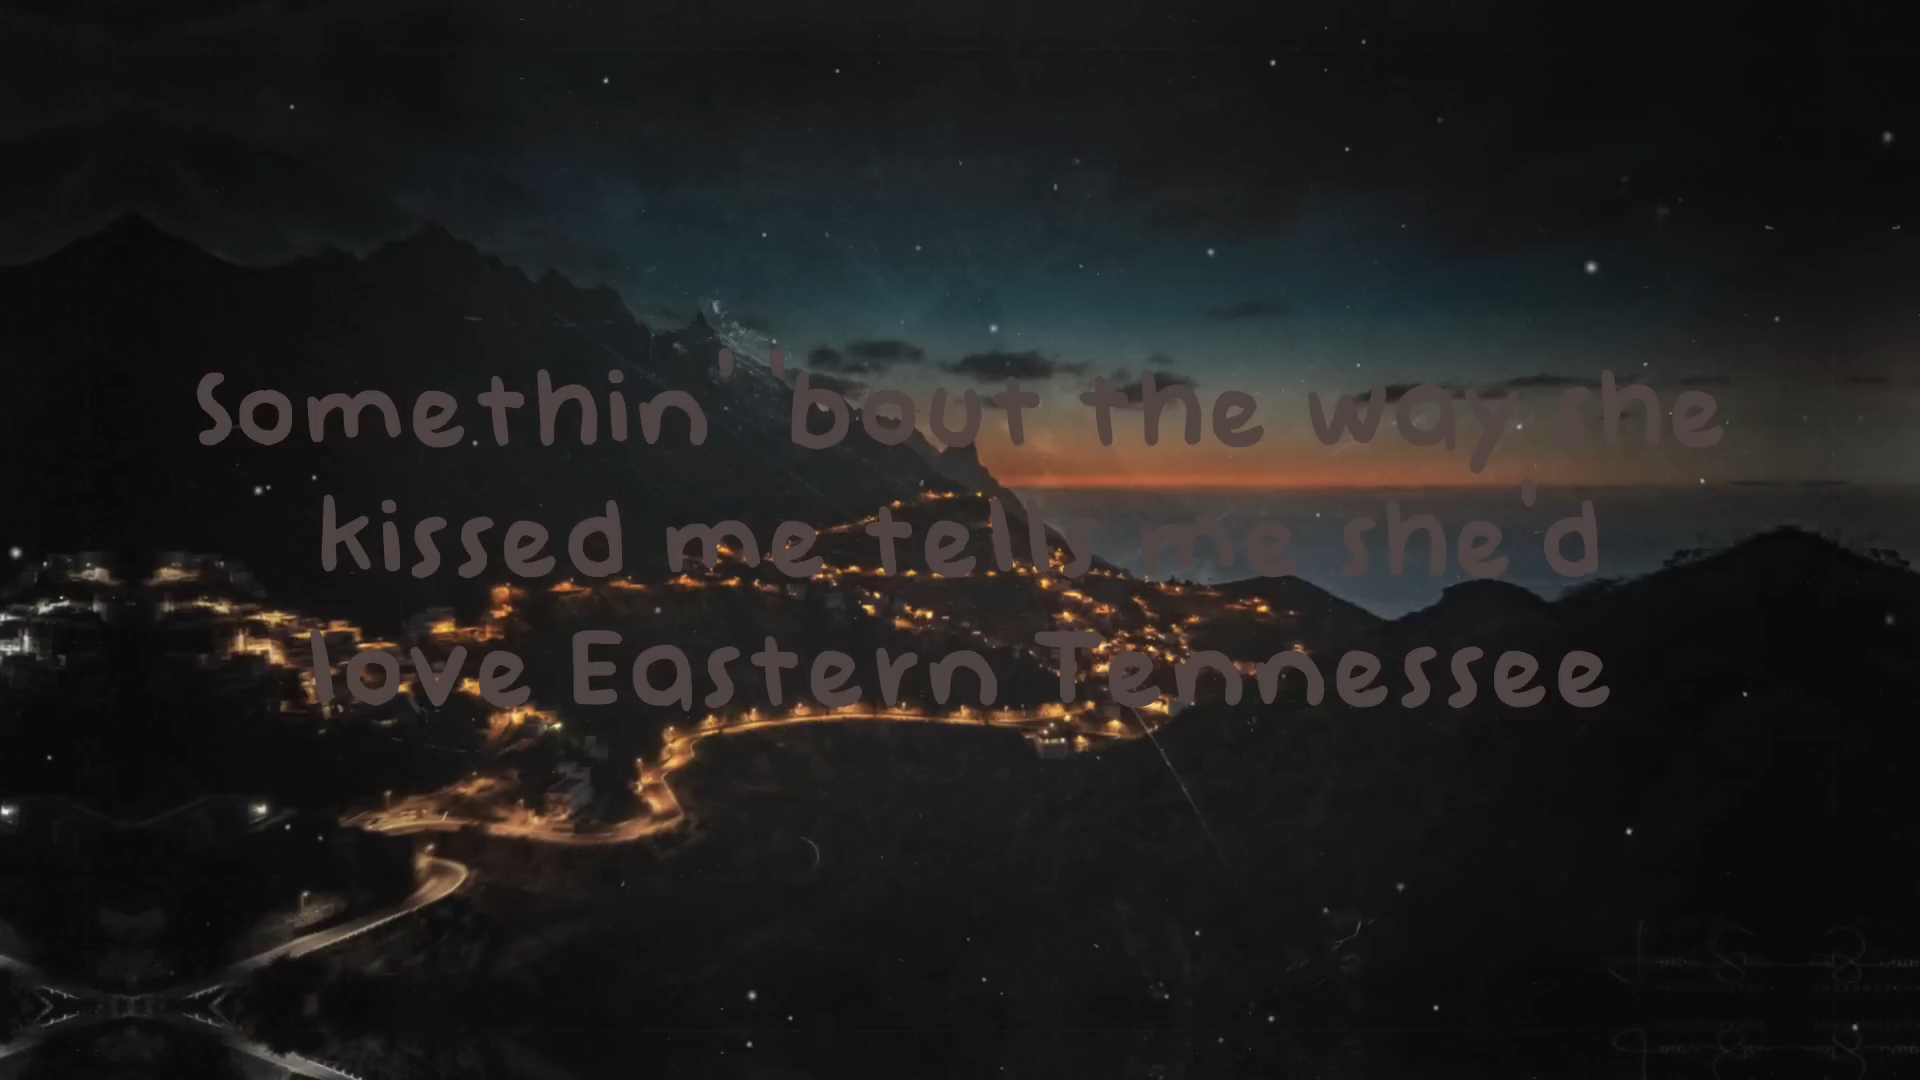 Somethin' 'bout the way she
kissed me tells me she'd
love Eastern Tennessee